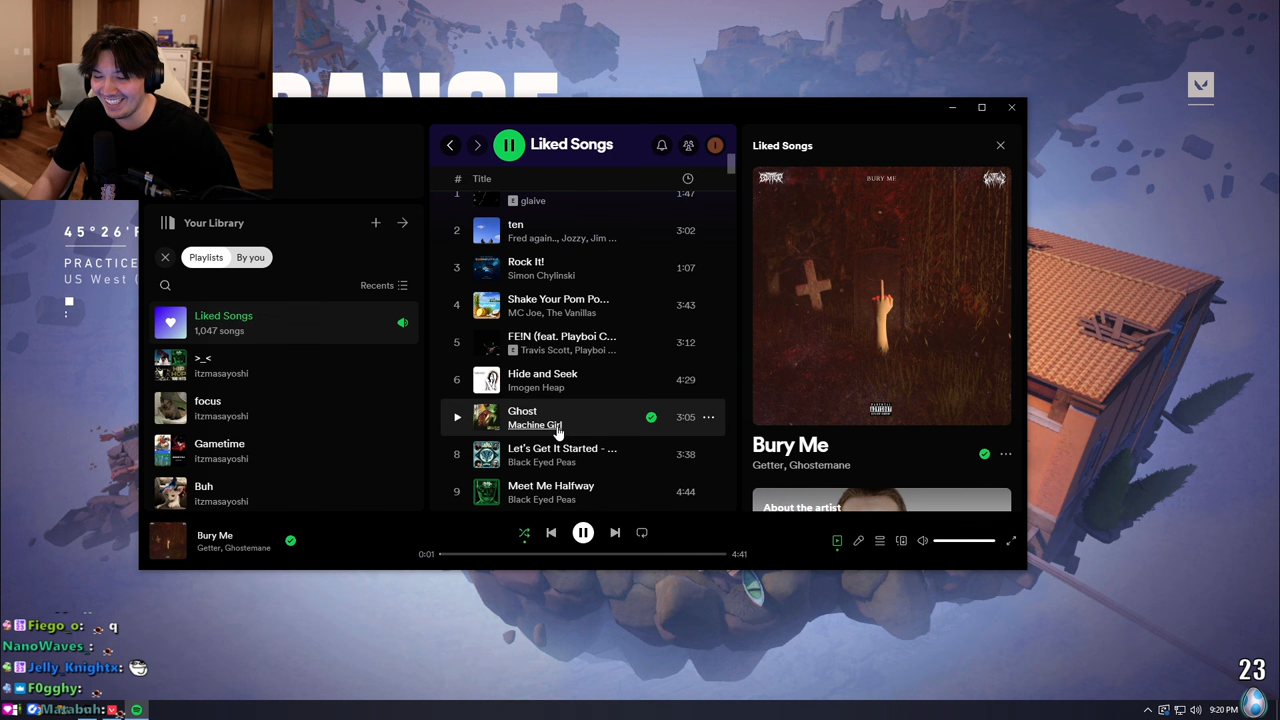 45°26'
PRACTICE
US West (
:
Your Library
Playlists
By you
Recents
Liked Songs
1,047 songs
>_<
itzmasayoshi
focus
itzmasayoshi
Gametime
itzmasayoshi
Buh
itzmasayoshi
Liked Songs
# Title
1
1:47
E glaive
2 ten 3:02
Fred again.., Jozzy, Jim ...
3 Rock It! 1:07
Simon Chylinski
4 Shake Your Pom Po... 3:43
MC Joe, The Vanillas
5 FE!N (feat. Playboi C... 3:12
E Travis Scott, Playboi ...
6 Hide and Seek 4:29
Imogen Heap
Ghost 3:05
Machine Girl
8 Let's Get It Started - ... 3:38
Black Eyed Peas
9 Meet Me Halfway 4:44
Black Eyed Peas
Liked Songs
BURY ME
Bury Me
Getter, Ghostemane
About the artist
Bury Me
Getter, Ghostemane
0:01
4:41
Fiego_o: q
NanoWaves_:
Jelly_Knightx:
F0gghy:
23
9:20 PM